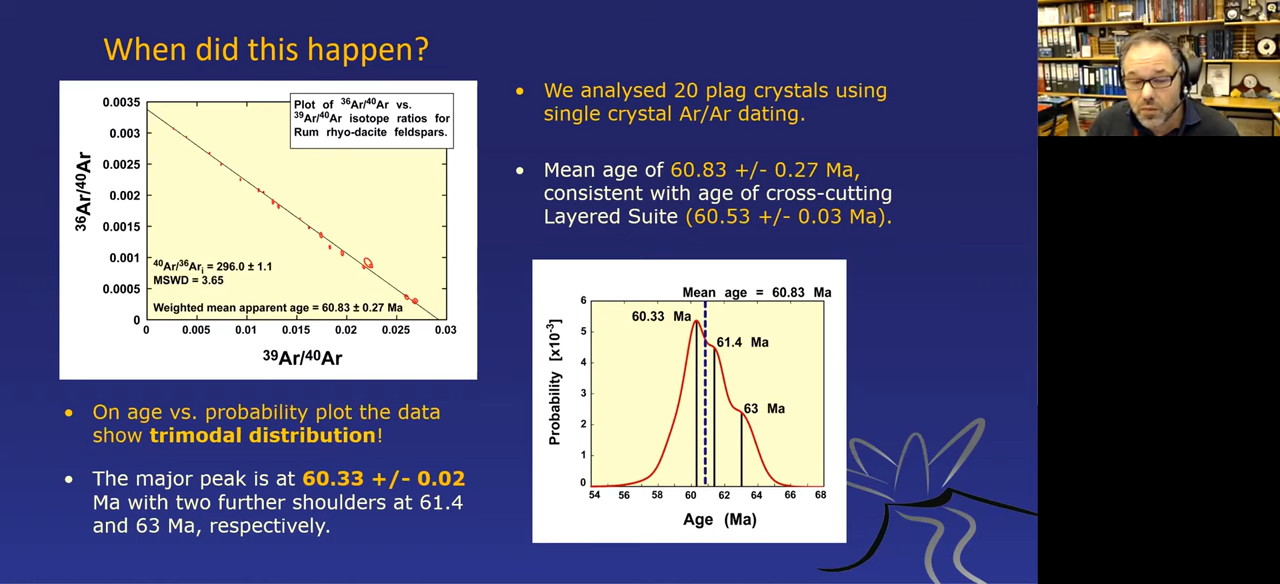 When did this happen?
0.0035
0.003
0.0025
0.002
0.0015
0.001
0.0005
0
³⁶Ar/⁴⁰Ar
Plot of ³⁶Ar/⁴⁰Ar vs.
³⁹Ar/⁴⁰Ar isotope ratios for
Rum rhyo-dacite feldspars.
⁴⁰Ar/³⁶Arᵢ = 296.0 ± 1.1
MSWD = 3.65
Weighted mean apparent age = 60.83 ± 0.27 Ma
0 0.005 0.01 0.015 0.02 0.025 0.03
³⁹Ar/⁴⁰Ar
• On age vs. probability plot the data
show trimodal distribution!
• The major peak is at 60.33 +/- 0.02
Ma with two further shoulders at 61.4
and 63 Ma, respectively.
• We analysed 20 plag crystals using
single crystal Ar/Ar dating.
• Mean age of 60.83 +/- 0.27 Ma,
consistent with age of cross-cutting
Layered Suite (60.53 +/- 0.03 Ma).
Mean age = 60.83 Ma
6
5
4
3
2
1
0
Probability [x10⁻³]
60.33 Ma
61.4 Ma
63 Ma
54 56 58 60 62 64 66 68
Age (Ma)